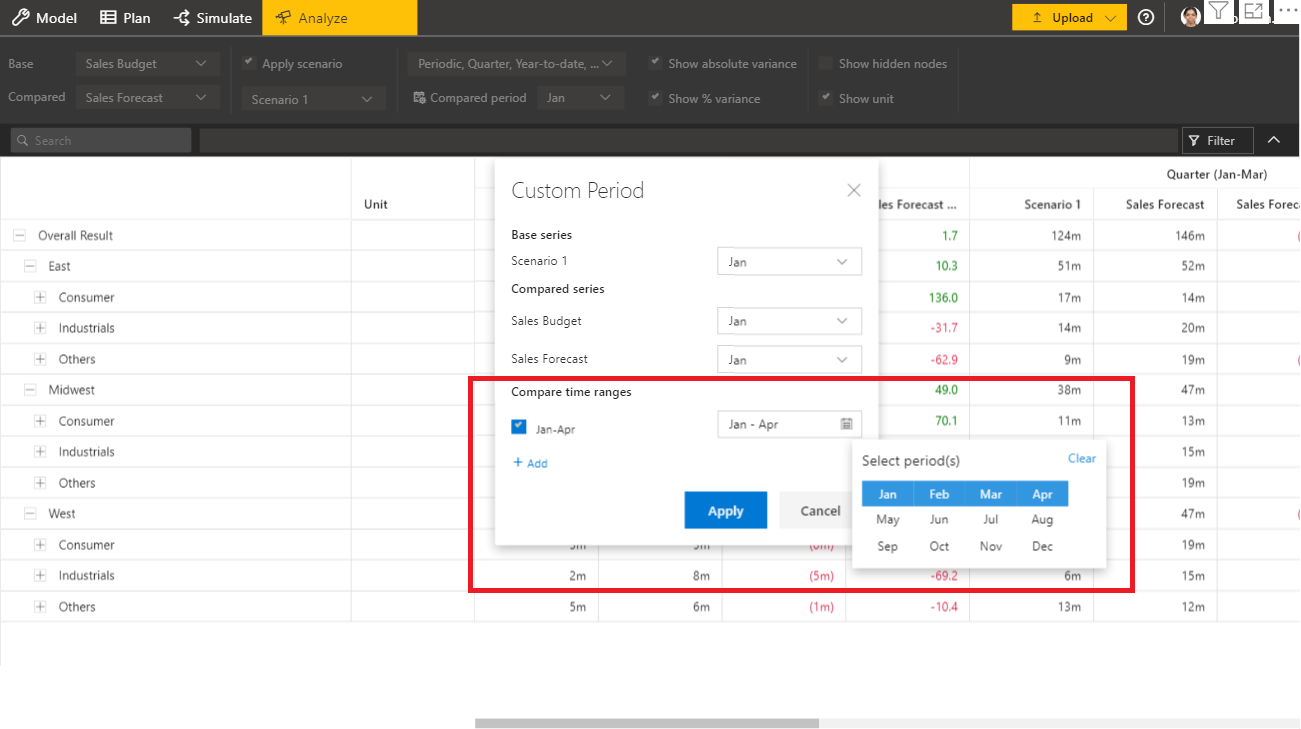 Model Plan Simulate Analyze Upload
Base Sales Budget Apply scenario Periodic, Quarter, Year-to-date, ... Show absolute variance Show hidden nodes
Compared Sales Forecast Scenario 1 Compared period Jan Show % variance Show unit
Search Filter
Custom Period
Base series
Scenario 1 Jan
Compared series
Sales Budget Jan
Sales Forecast Jan
Compare time ranges
Jan-Apr Jan - Apr
+ Add
Apply Cancel
Select period(s) Clear
Jan Feb Mar Apr
May Jun Jul Aug
Sep Oct Nov Dec
Quarter (Jan-Mar)
Unit les Forecast ... Scenario 1 Sales Forecast Sales Foreca
Overall Result 1.7 124m 146m
East 10.3 51m 52m
Consumer 136.0 17m 14m
Industrials -31.7 14m 20m
Others -62.9 9m 19m
Midwest 49.0 38m 47m
Consumer 70.1 11m 13m
Industrials 15m
Others 19m
West 47m
Consumer 19m
Industrials 2m 8m (5m) -69.2 6m 15m
Others 5m 6m (1m) -10.4 13m 12m